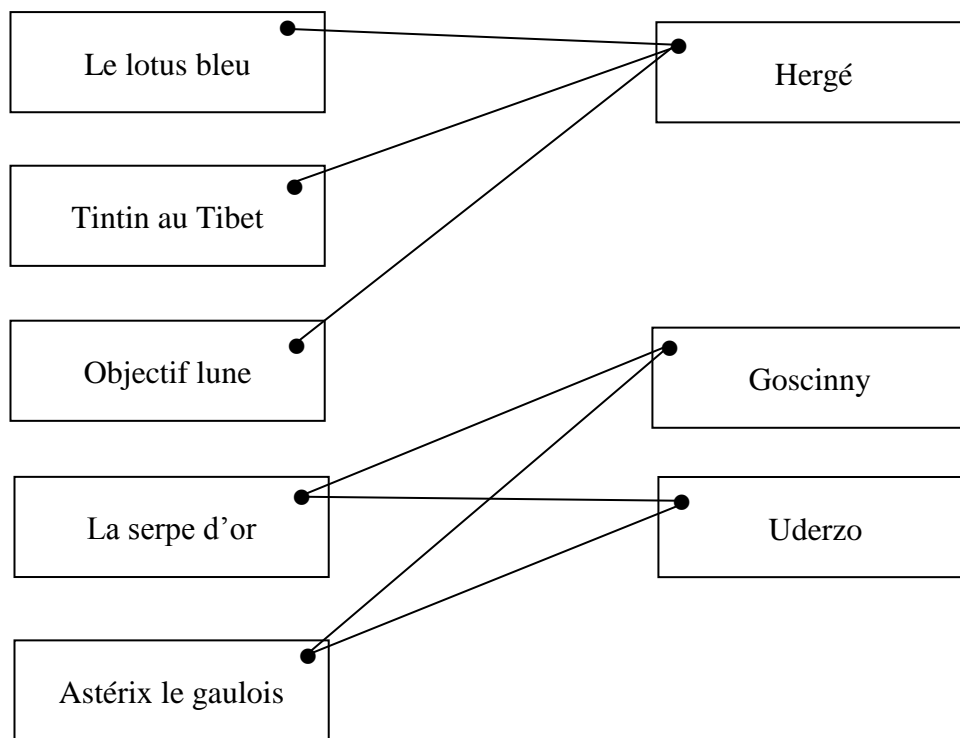 Le lotus bleu
Hergé
Tintin au Tibet
Objectif lune
Goscinny
La serpe d’or
Uderzo
Astérix le gaulois